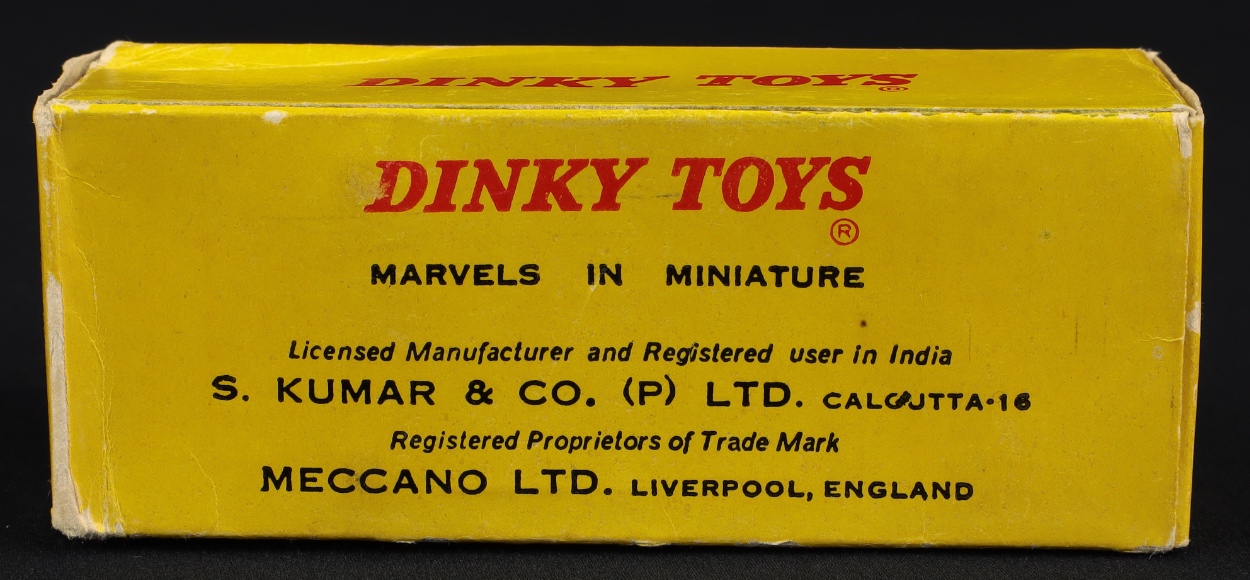 DINKY TOYS ®
DINKY TOYS
®
MARVELS IN MINIATURE
Licensed Manufacturer and Registered user in India
S. KUMAR & CO. (P) LTD. CALCUTTA-16
Registered Proprietors of Trade Mark
MECCANO LTD. LIVERPOOL, ENGLAND